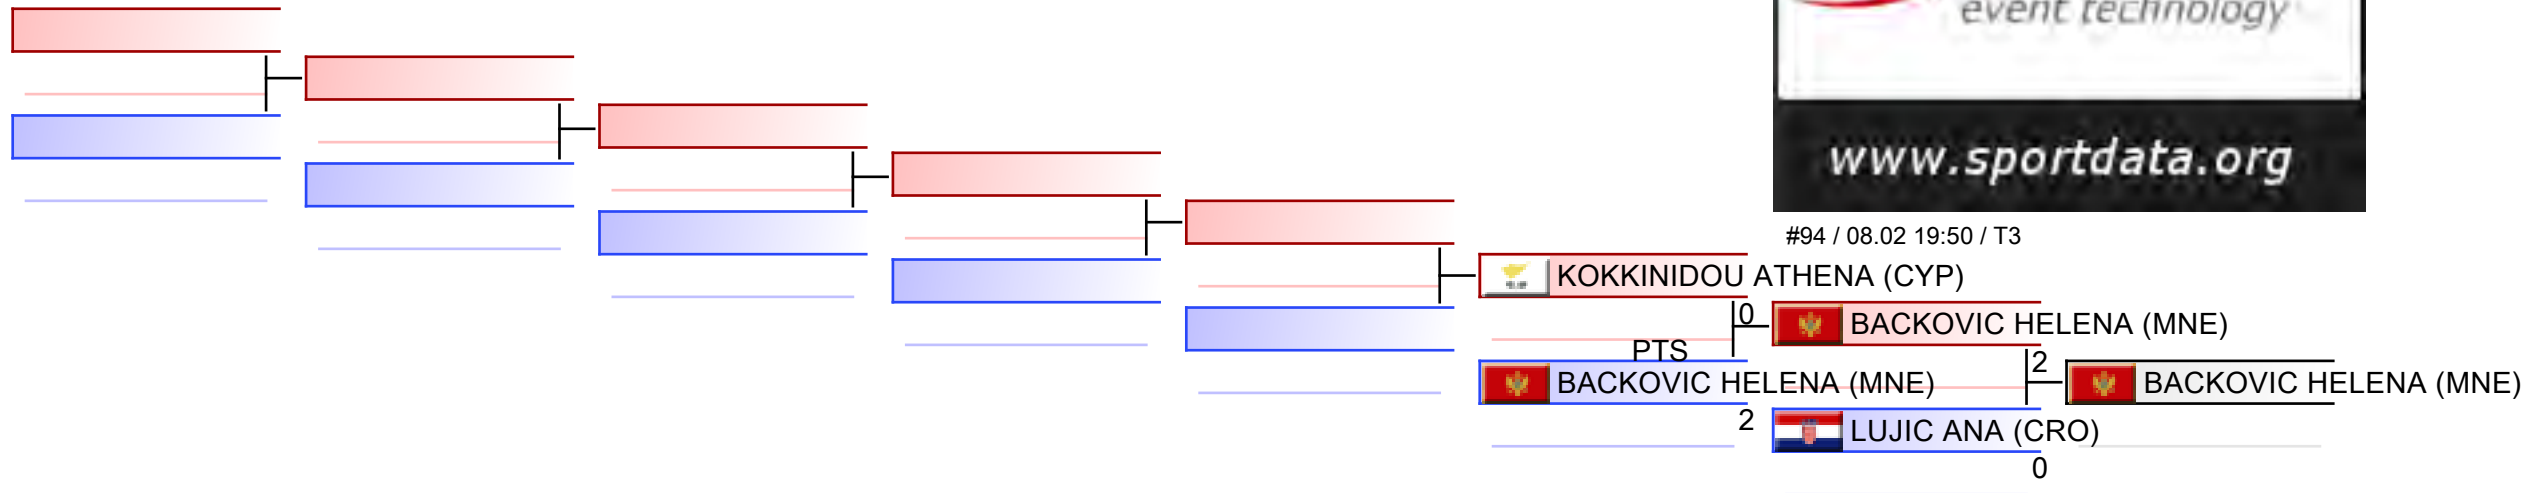 event technology
www.sportdata.org
#94 / 08.02 19:50 / T3
KOKKINIDOU ATHENA (CYP)
0
BACKOVIC HELENA (MNE)
PTS
2
BACKOVIC HELENA (MNE)
BACKOVIC HELENA (MNE)
2
LUJIC ANA (CRO)
0